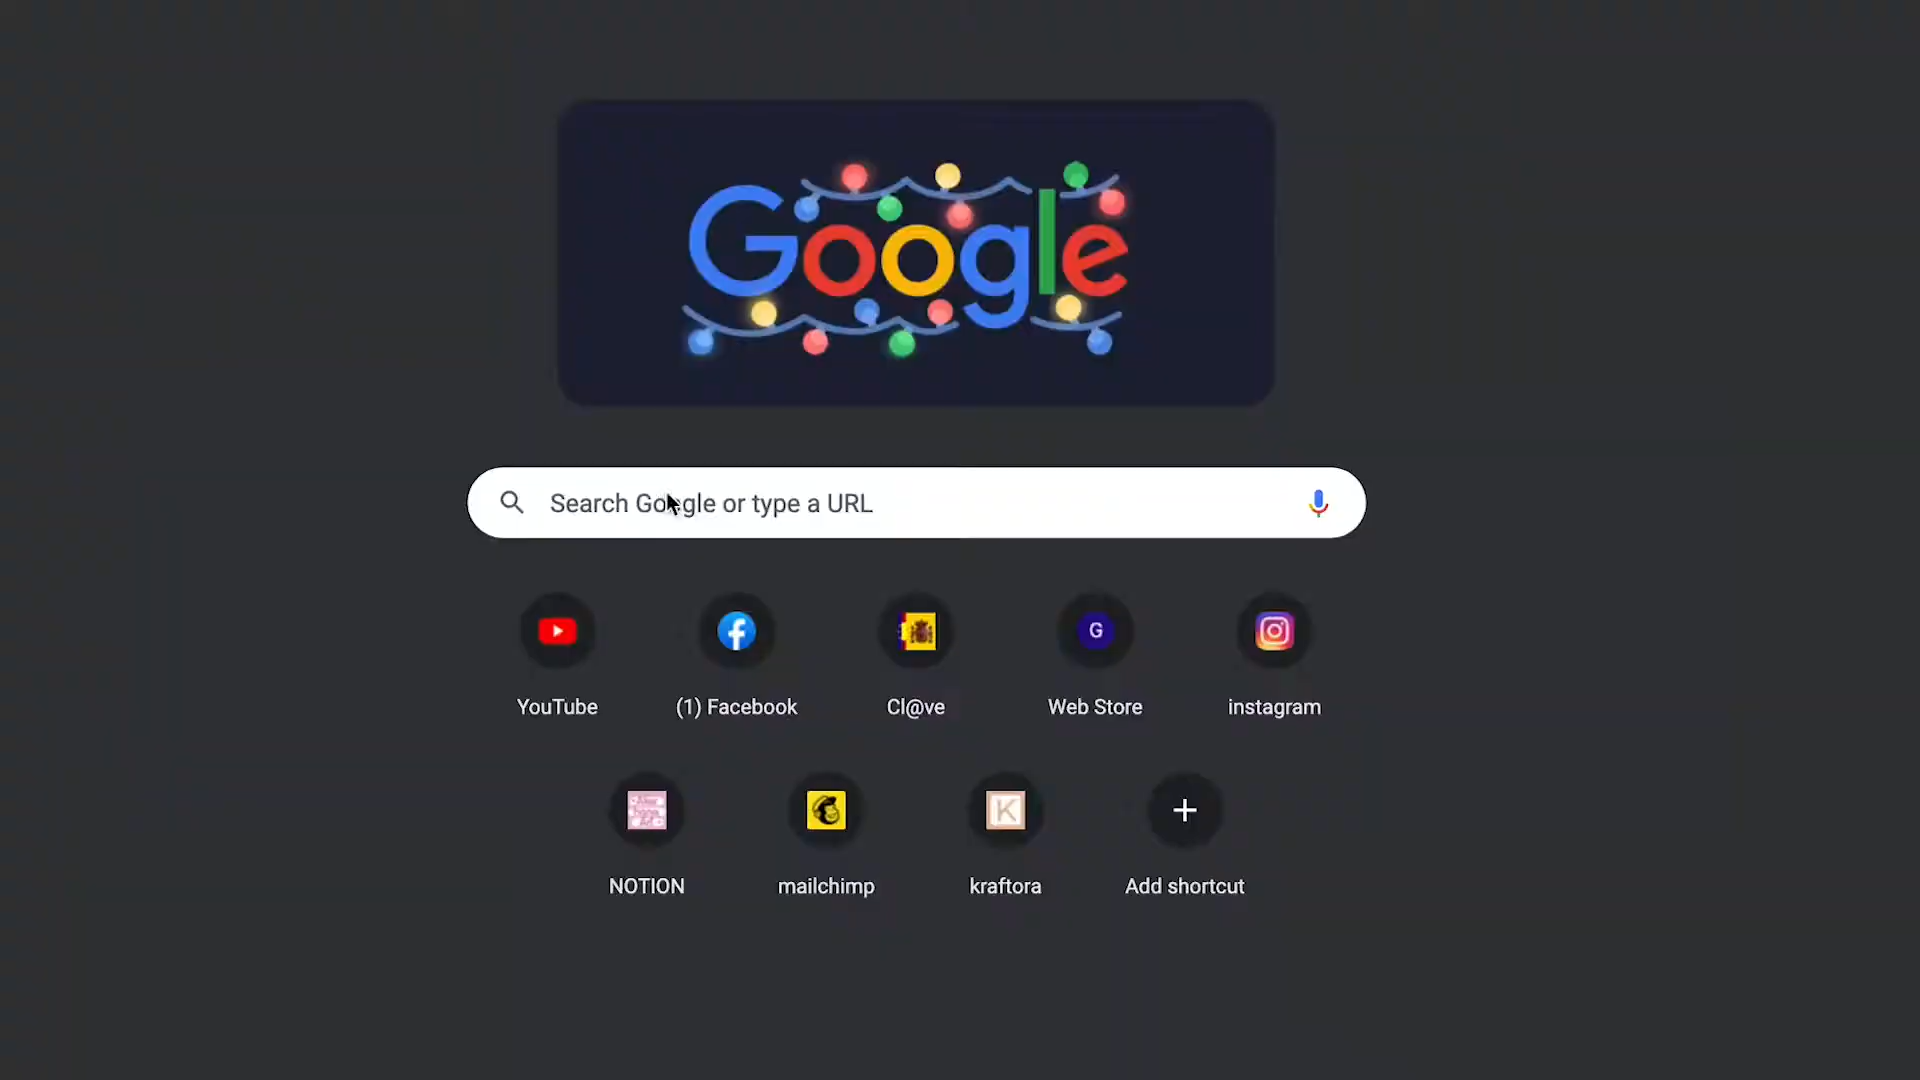 Google
Search Google or type a URL
G
YouTube
(1) Facebook
Cl@ve
Web Store
instagram
K
NOTION
mailchimp
kraftora
Add shortcut